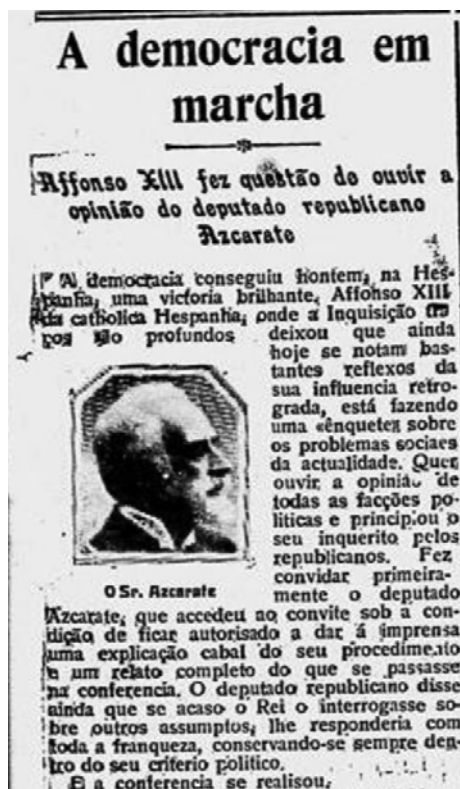 A democracia em
marcha
Affonso XIII fez questão de ouvir a
opinião do deputado republicano
Azcarate
A democracia conseguiu hontem, na Hes-
panha, uma victoria brilhante. Affonso XIII
da catholica Hespanha, onde a Inquisição tra
ços tão profundos deixou que ainda
hoje se notam bas-
tantes reflexos da
sua influencia retro-
grada, está fazendo
uma «ênquete» sobre
os problemas sociaes
da actualidade. Quer
ouvir a opinião de
todas as facções po-
liticas e principiou o
seu inquerito pelos
republicanos. Fez
convidar primeira-
mente o deputado
O Sr. Azcarate
Azcarate, que accedeu ao convite sob a con-
dição de ficar autorisado a dar á imprensa
uma explicação cabal do seu procedimento
e um relato completo do que se passasse
na conferencia. O deputado republicano disse
ainda que se acaso o Rei o interrogasse so-
bre outros assumptos, lhe responderia com
toda a franqueza, conservando-se sempre den-
tro do seu criterio politico.
E a conferencia se realisou,